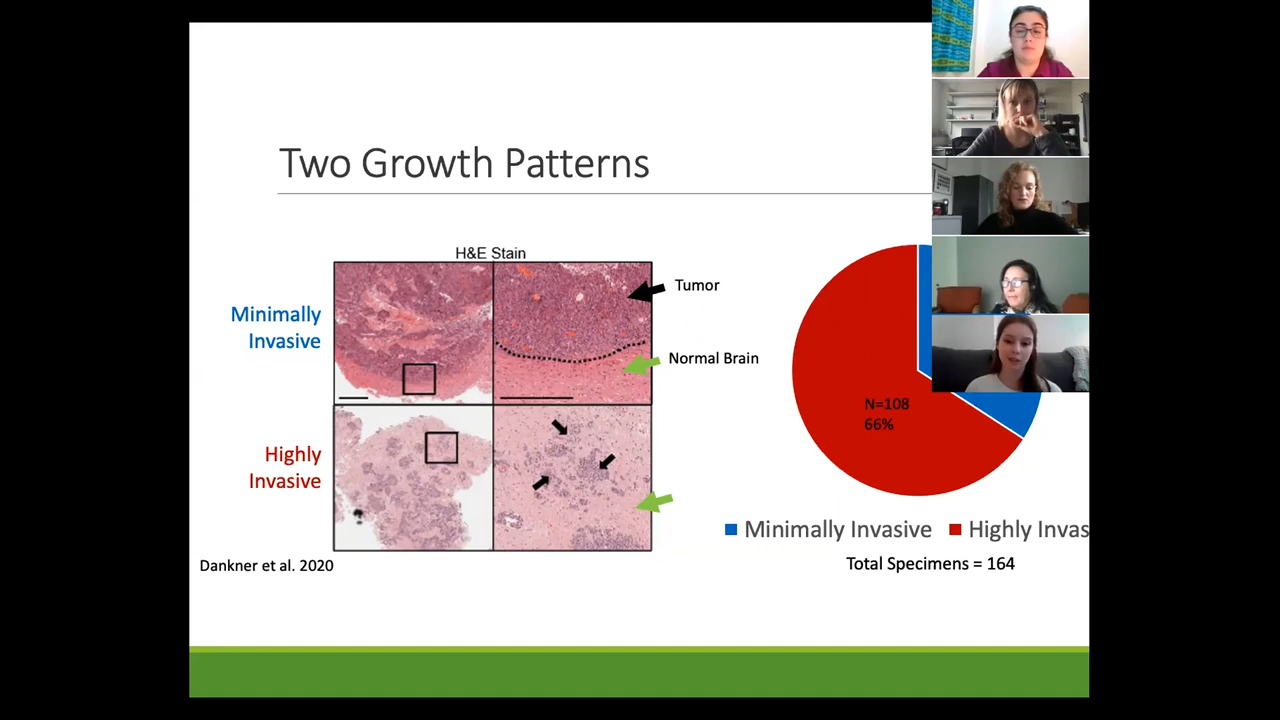 Two Growth Patterns
H&E Stain
Minimally
Invasive
Tumor
Normal Brain
Highly
Invasive
N=108
66%
Minimally Invasive
Highly Invas
Total Specimens = 164
Dankner et al. 2020